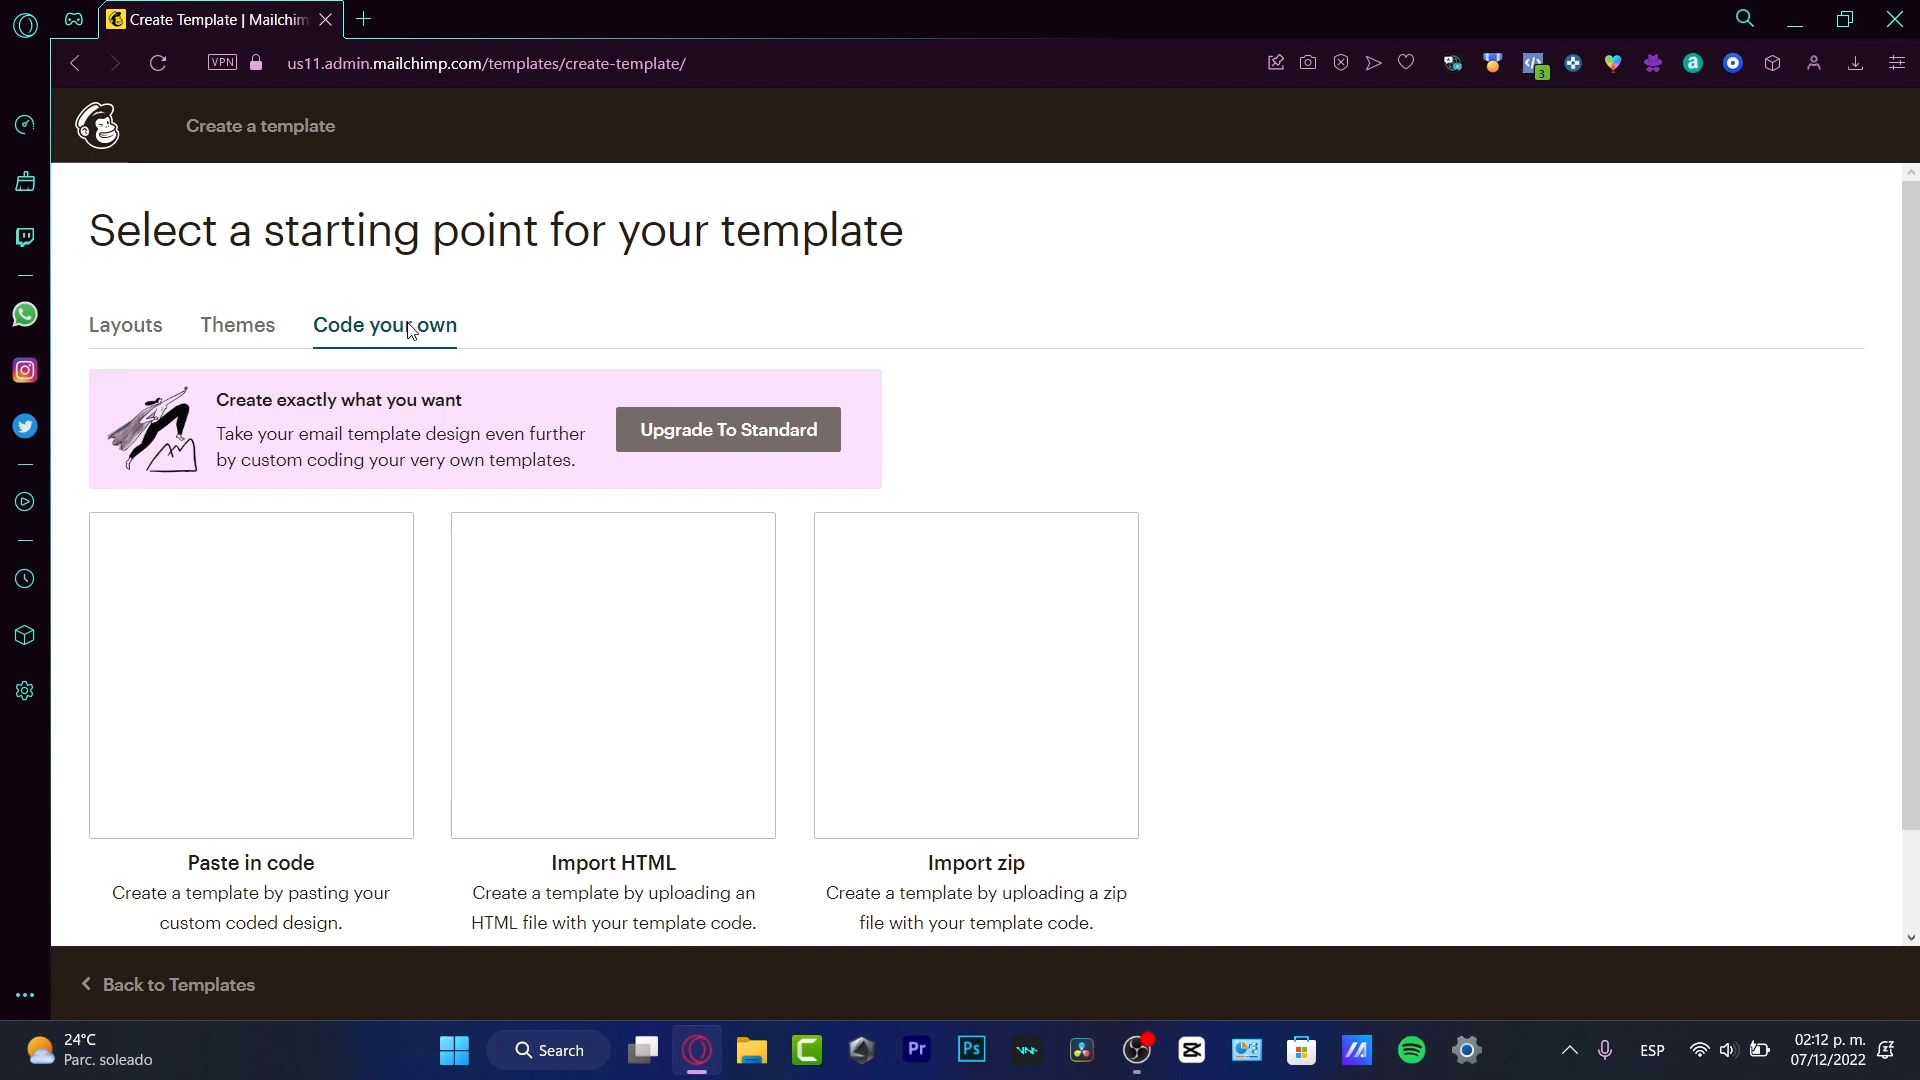 Create Template | Mailchim
VPN
us11.admin.mailchimp.com/templates/create-template/
3
a
Create a template
Select a starting point for your template
Layouts
Themes
Code your own
Create exactly what you want
Take your email template design even further
by custom coding your very own templates.
Upgrade To Standard
Paste in code
Create a template by pasting your
custom coded design.
Import HTML
Create a template by uploading an
HTML file with your template code.
Import zip
Create a template by uploading a zip
file with your template code.
Back to Templates
24°C
Parc. soleado
Search
Pr
Ps
ESP
02:12 p. m.
07/12/2022